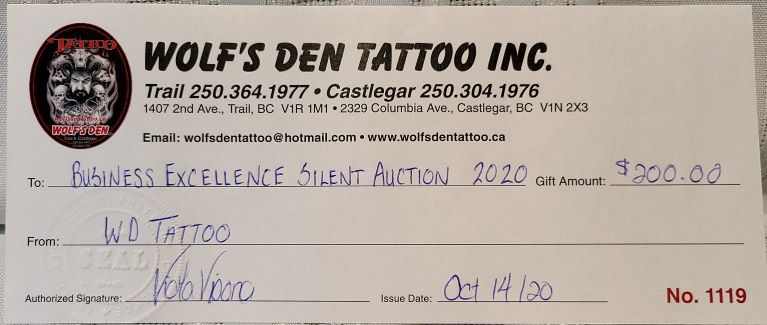 TATTOO
WOLF'S DEN
WOLF'S DEN TATTOO INC.
Trail 250.364.1977 • Castlegar 250.304.1976
1407 2nd Ave., Trail, BC V1R 1M1 • 2329 Columbia Ave., Castlegar, BC V1N 2X3
Email: wolfsdentattoo@hotmail.com • www.wolfsdentattoo.ca
To: BUSINESS EXCELLENCE SILENT AUCTION 2020 Gift Amount: $200.00
From: WD TATTOO
SEAL
Authorized Signature: Issue Date: Oct 14/20 No. 1119